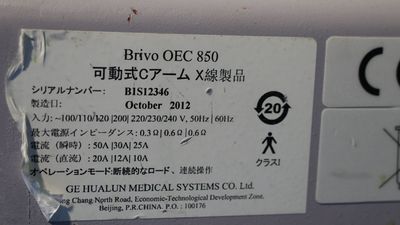 Brivo OEC 850
可動式Cアーム X線製品
シリアルナンバー: B1S12346
製造日: October 2012
入力: ~100/110/120 |200| 220/230/240 V, 50Hz | 60Hz
最大電源インピーダンス: 0.3Ω | 0.6Ω | 0.6Ω
電流 (瞬時) : 50A |30A | 25A
電流 (直流) : 20A |12A | 10A
オペレーションモード: 断続的なロード、連続操作
20
クラスI
CE
GE HUALUN MEDICAL SYSTEMS CO., Ltd.
Chang North Road, Economic-Technological Development Zone.
Beijing, P.R.CHINA. P.O. : 100176